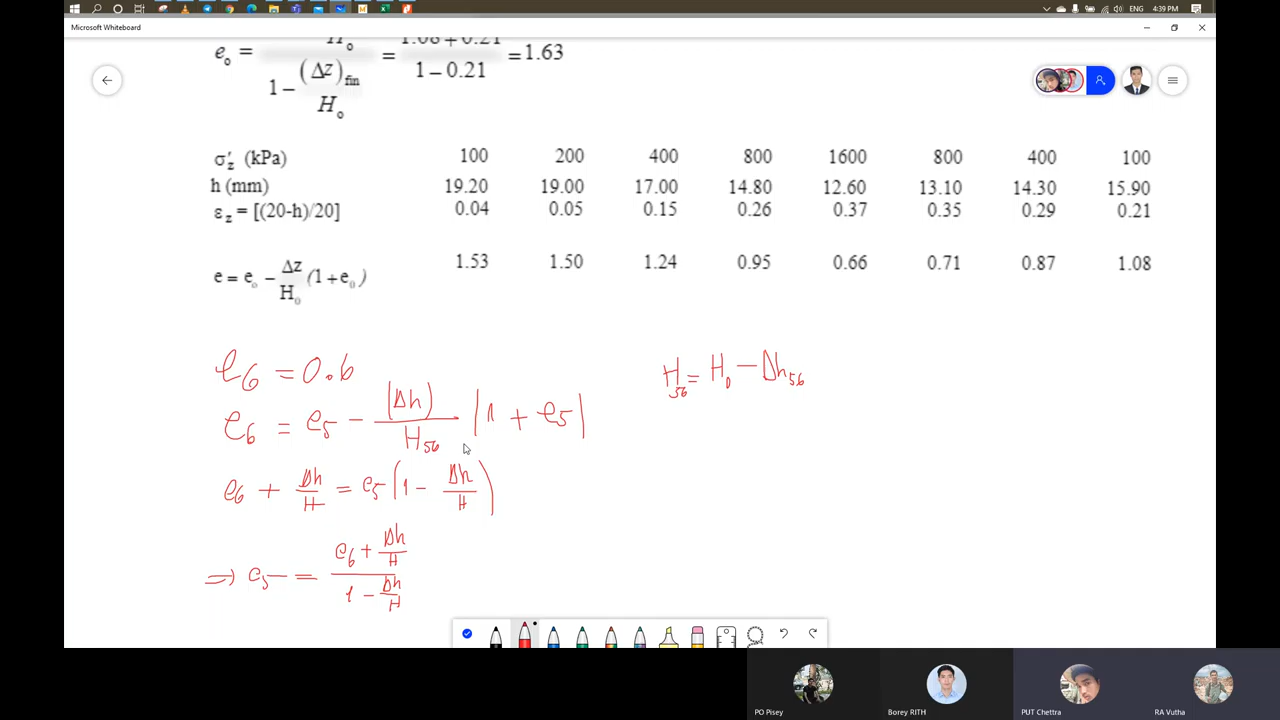 4:39 PM
ENG
Microsoft Whiteboard
e₀ = H₀ / (1 − (Δz)fin / H₀) = (1.08 + 0.21) / (1 − 0.21) = 1.63
σ′z (kPa) 100 200 400 800 1600 800 400 100
h (mm) 19.20 19.00 17.00 14.80 12.60 13.10 14.30 15.90
εz = [(20-h)/20] 0.04 0.05 0.15 0.26 0.37 0.35 0.29 0.21
e = e₀ − Δz/H₀ (1 + e₀) 1.53 1.50 1.24 0.95 0.66 0.71 0.87 1.08
e₆ = 0.6
H₅₆ = H₀ − Δh₅₆
e₆ = e₅ − (Δh)/H₅₆ |1 + e₅|
e₆ + Δh/H = e₅ (1 − Δh/H)
⇒ e₅ = (e₆ + Δh/H) / (1 − Δh/H)
PO Pisey
Borey RITH
PUT Chettra
RA Vutha